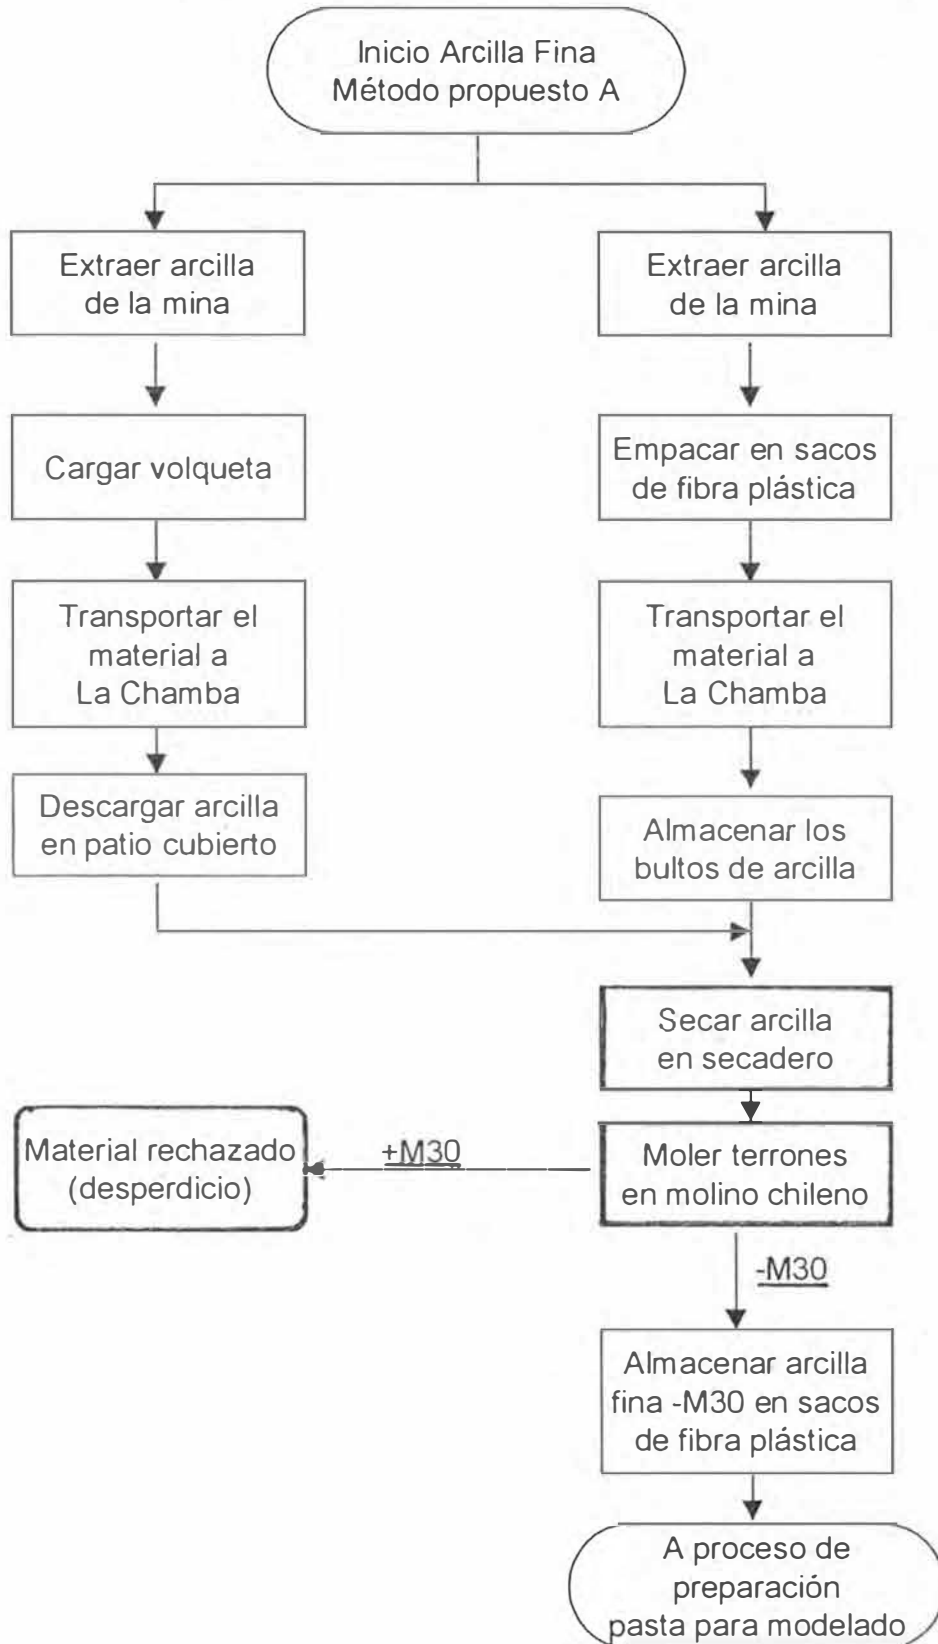 Inicio Arcilla Fina
Método propuesto A
Extraer arcilla
de la mina
Extraer arcilla
de la mina
Cargar volqueta
Empacar en sacos
de fibra plástica
Transportar el
material a
La Chamba
Transportar el
material a
La Chamba
Descargar arcilla
en patio cubierto
Almacenar los
bultos de arcilla
Secar arcilla
en secadero
Material rechazado
(desperdicio)
+M30
Moler terrones
en molino chileno
-M30
Almacenar arcilla
fina -M30 en sacos
de fibra plástica
A proceso de
preparación
pasta para modelado